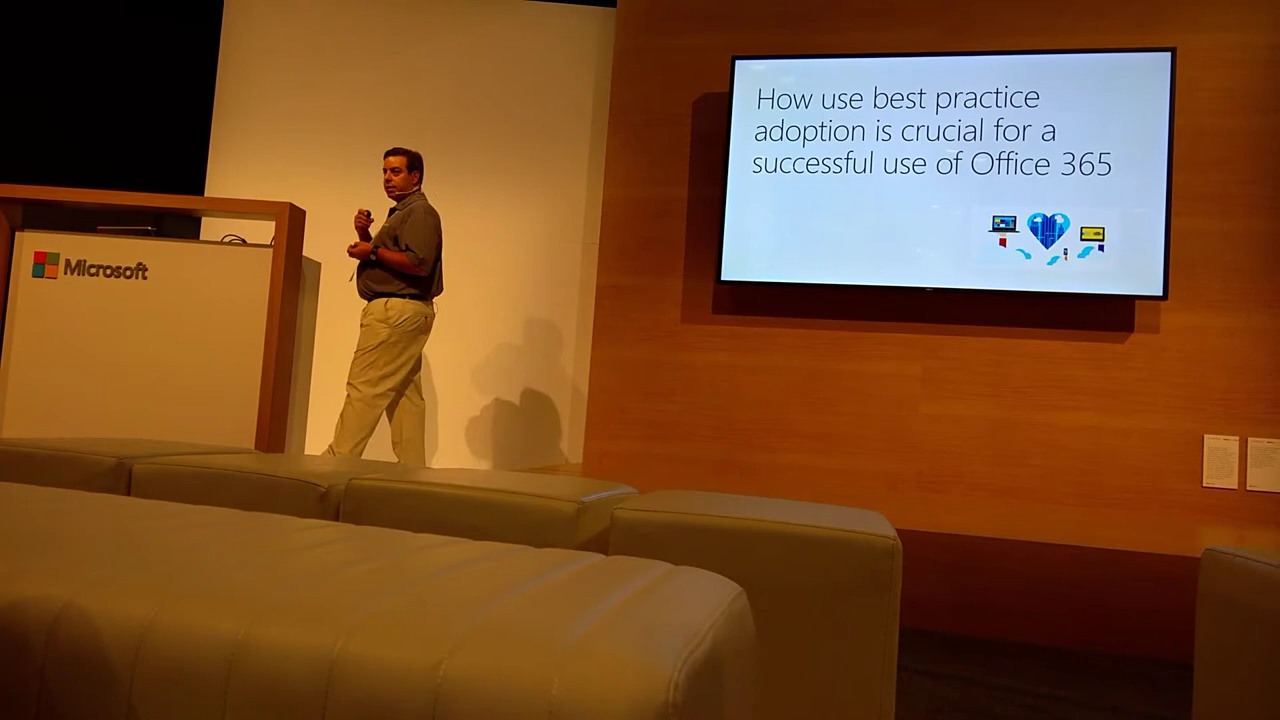 Microsoft
How use best practice
adoption is crucial for a
successful use of Office 365